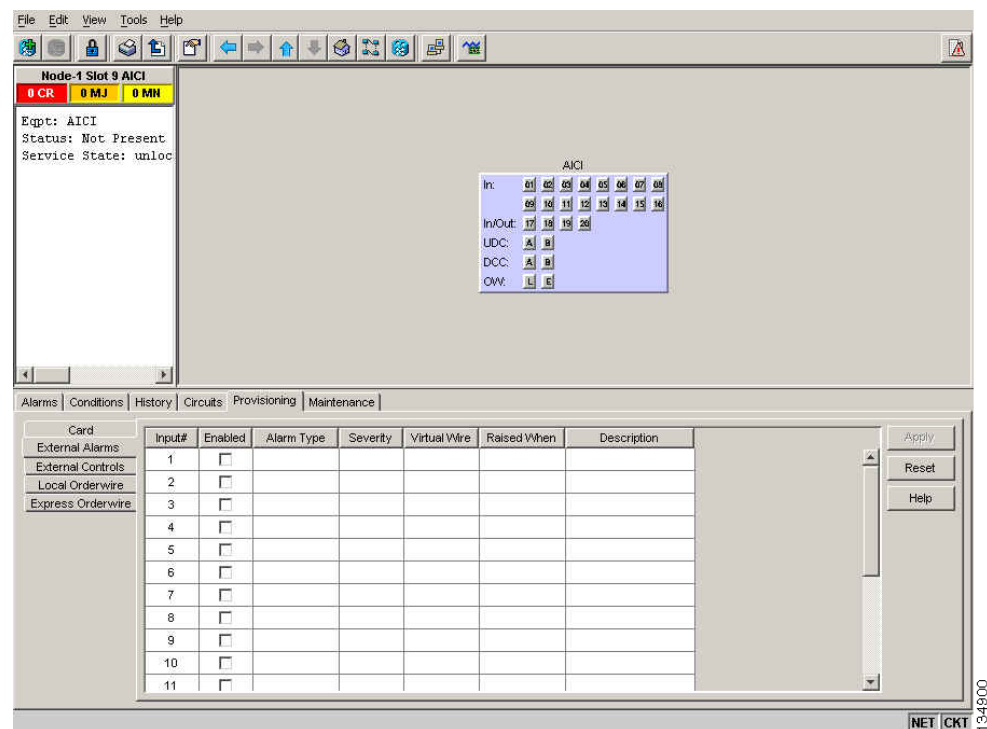 File Edit View Tools Help
Node-1 Slot 9 AICI
0 CR 0 MJ 0 MN
Eqpt: AICI
Status: Not Present
Service State: unloc
AICI
In: 01 02 03 04 05 06 07 08
09 10 11 12 13 14 15 16
In/Out: 17 18 19 20
UDC: A B
DCC: A B
OW: L E
Alarms Conditions History Circuits Provisioning Maintenance
Card
External Alarms
External Controls
Local Orderwire
Express Orderwire
Input# Enabled Alarm Type Severity Virtual Wire Raised When Description
1
2
3
4
5
6
7
8
9
10
11
Apply
Reset
Help
NET CKT
134900